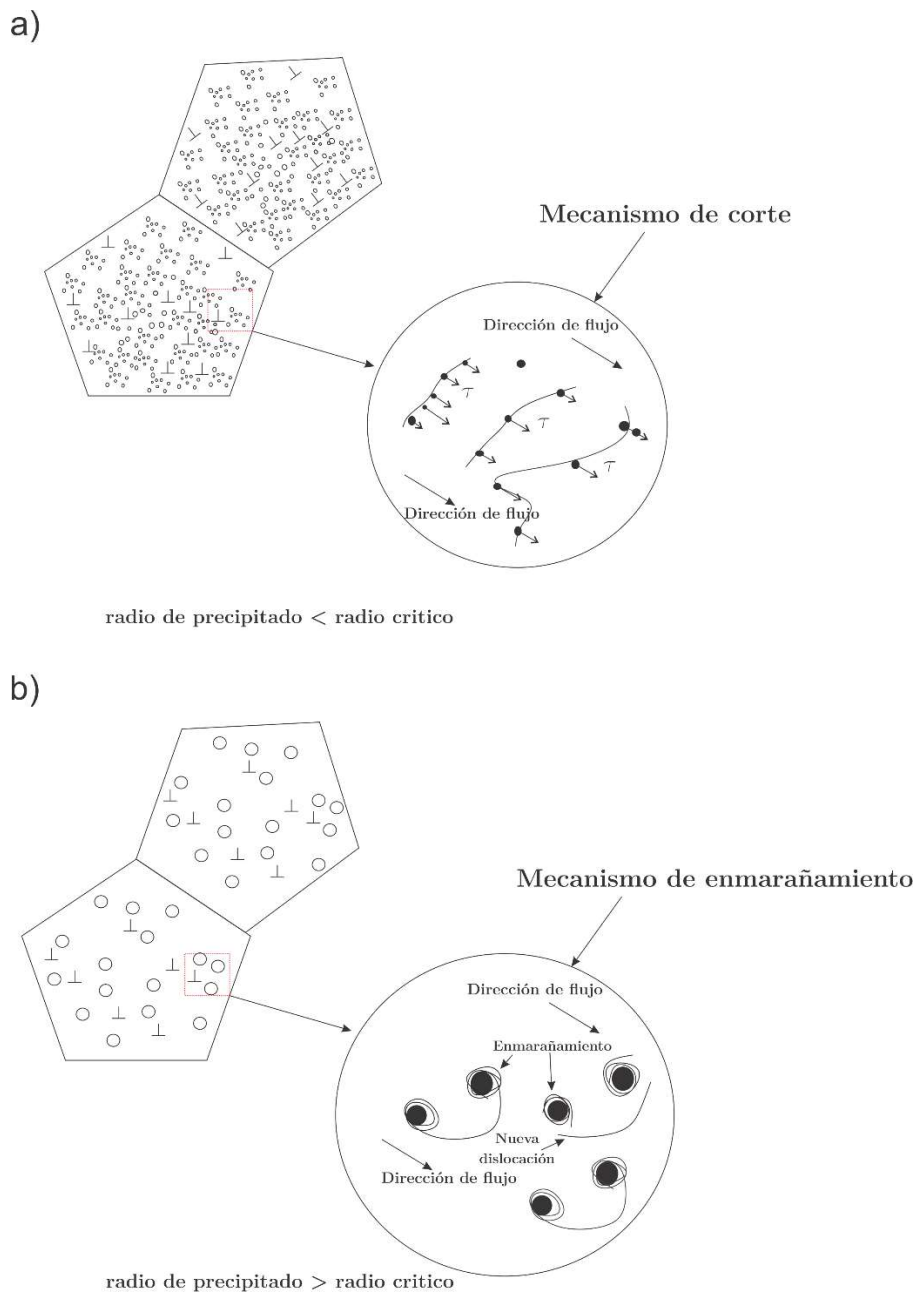 a)
Mecanismo de corte
Dirección de flujo
τ
τ
τ
Dirección de flujo
radio de precipitado < radio critico
b)
Mecanismo de enmarañamiento
Dirección de flujo
Enmarañamiento
Nueva
dislocación
Dirección de flujo
radio de precipitado > radio critico